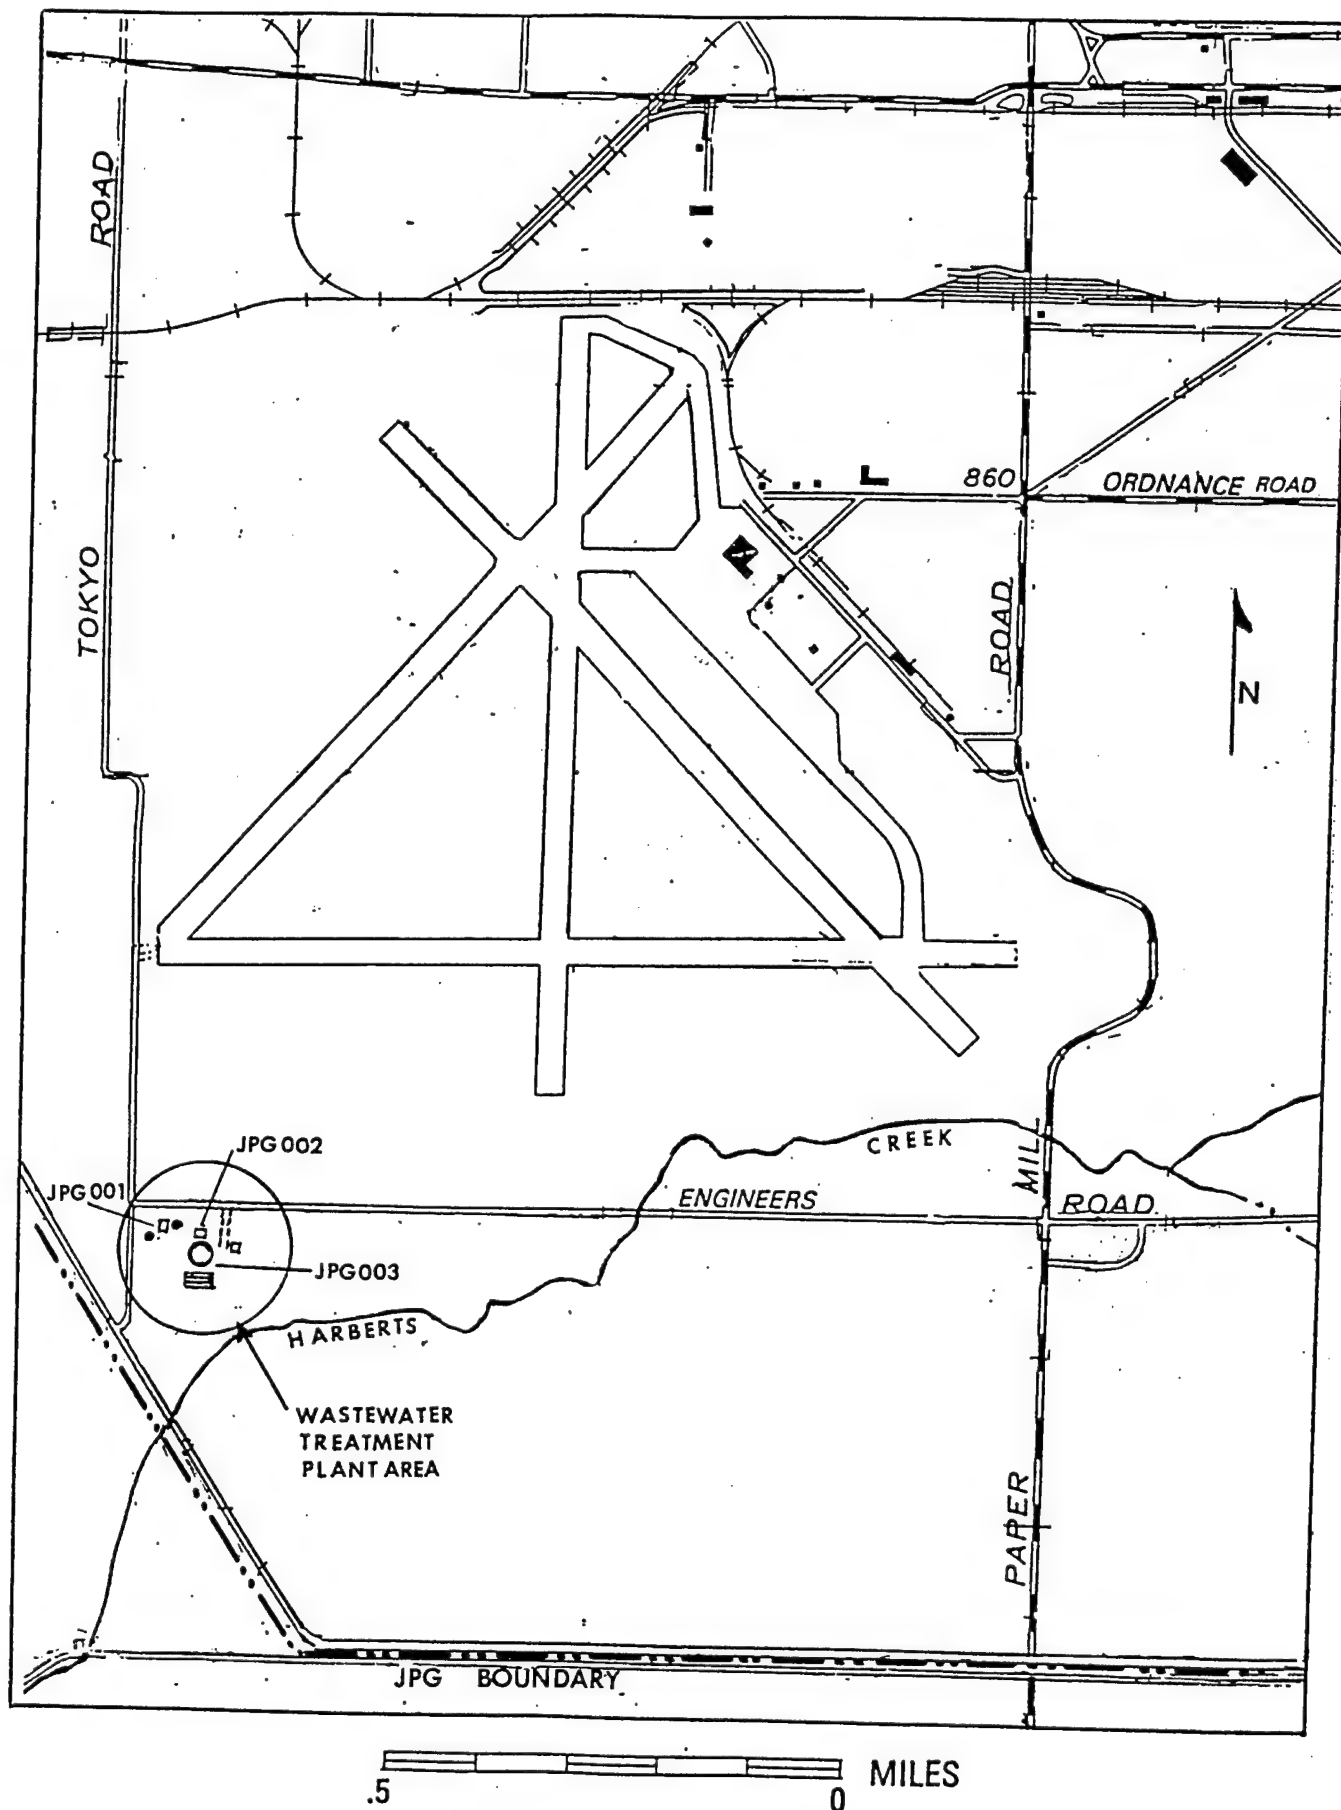 ROAD
860 ORDNANCE ROAD
TOKYO
ROAD
N
CREEK
JPG 002
MILL
JPG 001
ENGINEERS
ROAD
JPG 003
HARBERTS
WASTEWATER
TREATMENT
PLANT AREA
PAPER
JPG BOUNDARY
.5 0 MILES